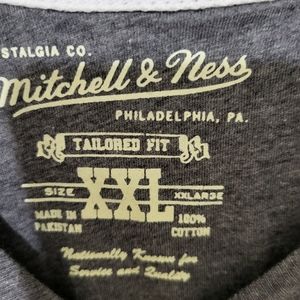 STALGIA CO.
Mitchell & Ness
PHILADELPHIA, PA.
TAILORED FIT
SIZE XXL XXLARGE
MADE IN PAKISTAN 100% COTTON
Nationally Known for
Service and Quality